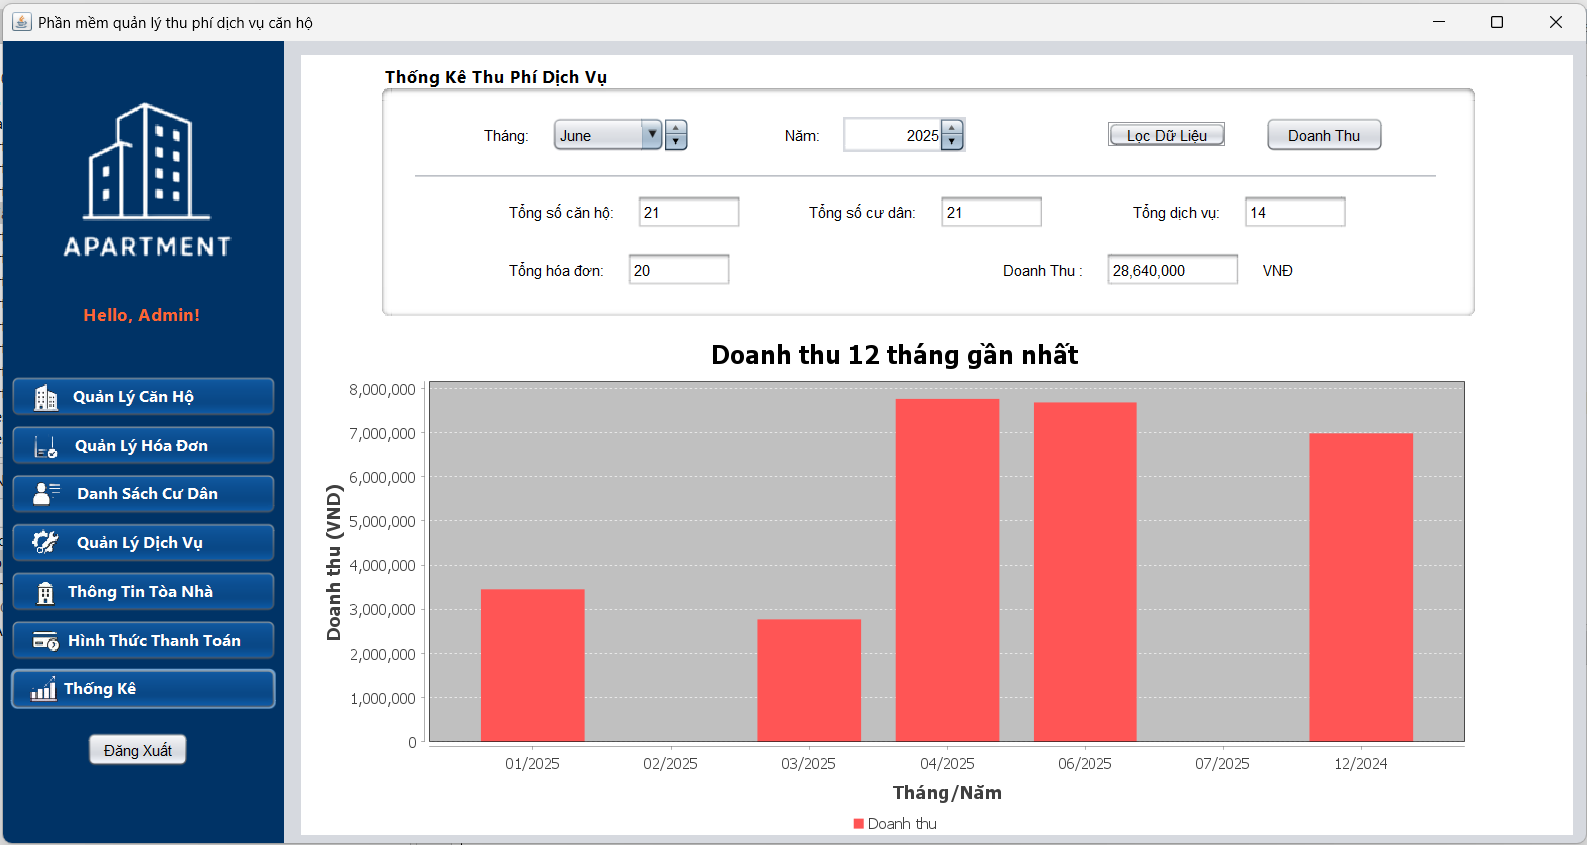 Phần mềm quản lý thu phí dịch vụ căn hộ
APARTMENT
Hello, Admin!
Quản Lý Căn Hộ
Quản Lý Hóa Đơn
Danh Sách Cư Dân
Quản Lý Dịch Vụ
Thông Tin Tòa Nhà
Hình Thức Thanh Toán
Thống Kê
Đăng Xuất
Thống Kê Thu Phí Dịch Vụ
Tháng: June Năm: 2025 Lọc Dữ Liệu Doanh Thu
Tổng số căn hộ: 21 Tổng số cư dân: 21 Tổng dịch vụ: 14
Tổng hóa đơn: 20 Doanh Thu : 28,640,000 VNĐ
Doanh thu 12 tháng gần nhất
Doanh thu (VND)
8,000,000
7,000,000
6,000,000
5,000,000
4,000,000
3,000,000
2,000,000
1,000,000
0
01/2025 02/2025 03/2025 04/2025 06/2025 07/2025 12/2024
Tháng/Năm
Doanh thu